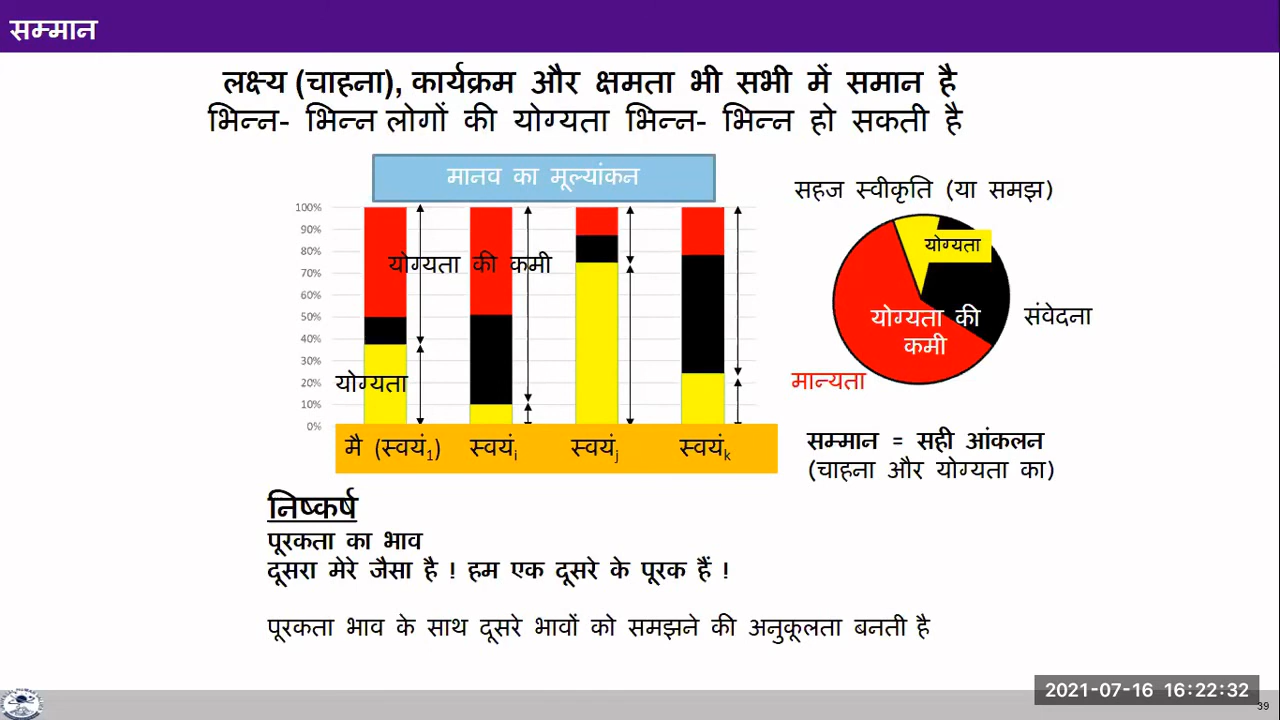 सम्मान
लक्ष्य (चाहना), कार्यक्रम और क्षमता भी सभी में समान है
भिन्न- भिन्न लोगों की योग्यता भिन्न- भिन्न हो सकती है
मानव का मूल्यांकन
100%
90%
80%
70%
60%
50%
40%
30%
20%
10%
0%
योग्यता की कमी
योग्यता
मै (स्वयं1)
स्वयंi
स्वयंj
स्वयंk
सहज स्वीकृति (या समझ)
योग्यता
योग्यता की
कमी
संवेदना
मान्यता
सम्मान = सही आंकलन
(चाहना और योग्यता का)
निष्कर्ष
पूरकता का भाव
दूसरा मेरे जैसा है ! हम एक दूसरे के पूरक हैं !
पूरकता भाव के साथ दूसरे भावों को समझने की अनुकूलता बनती है
2021-07-16 16:22:32
39